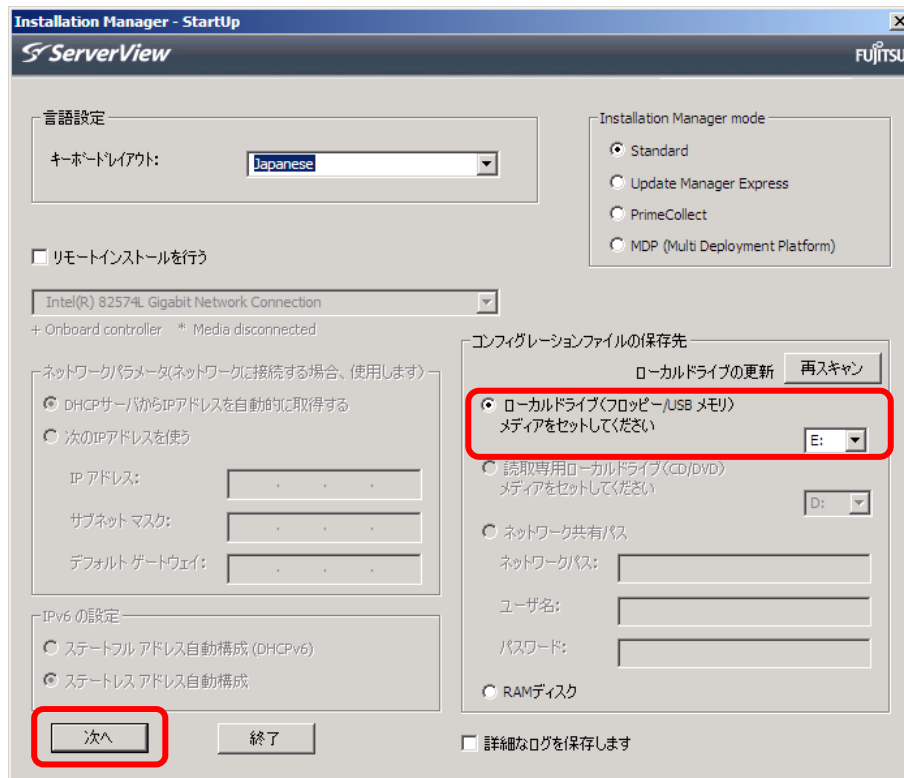 Installation Manager - StartUp
ServerView
FUJITSU
言語設定
キーボードレイアウト:
Japanese
Installation Manager mode
Standard
Update Manager Express
PrimeCollect
MDP (Multi Deployment Platform)
リモートインストールを行う
Intel(R) 82574L Gigabit Network Connection
+ Onboard controller * Media disconnected
ネットワークパラメータ(ネットワークに接続する場合、使用します)
DHCPサーバからIPアドレスを自動的に取得する
次のIPアドレスを使う
IP アドレス:
サブネット マスク:
デフォルト ゲートウェイ:
IPv6 の設定
ステートフル アドレス自動構成 (DHCPv6)
ステートレス アドレス自動構成
コンフィグレーションファイルの保存先
ローカルドライブの更新
再スキャン
ローカルドライブ(フロッピー/USB メモリ)
メディアをセットしてください
E:
読取専用ローカルドライブ(CD/DVD)
メディアをセットしてください
D:
ネットワーク共有パス
ネットワークパス:
ユーザ名:
パスワード:
RAMディスク
次へ
終了
詳細なログを保存します